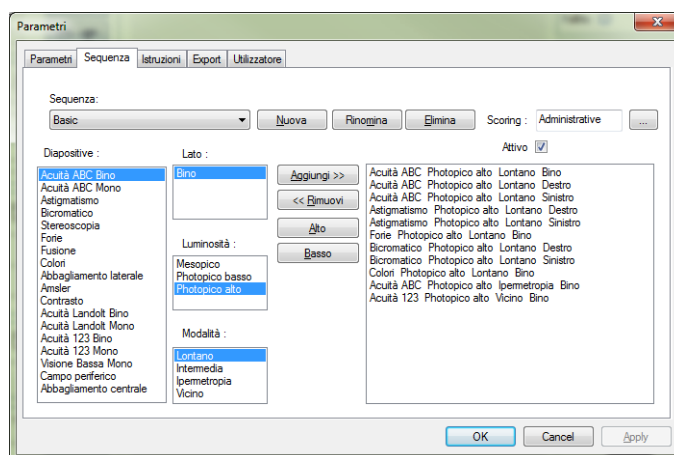 Parametri
Parametri Sequenza Istruzioni Export Utilizzatore
Sequenza:
Basic Nuova Rinomina Elimina Scoring : Administrative ...
Attivo
Diapositive :
Acuità ABC Bino
Acuità ABC Mono
Astigmatismo
Bicromatico
Stereoscopia
Forie
Fusione
Colori
Abbagliamento laterale
Amsler
Contrasto
Acuità Landolt Bino
Acuità Landolt Mono
Acuità 123 Bino
Acuità 123 Mono
Visione Bassa Mono
Campo periferico
Abbagliamento centrale
Lato :
Bino
Luminosità :
Mesopico
Photopico basso
Photopico alto
Modalità :
Lontano
Intermedia
Ipermetropia
Vicino
Aggiungi >>
<< Rimuovi
Alto
Basso
Acuità ABC Photopico alto Lontano Bino
Acuità ABC Photopico alto Lontano Destro
Acuità ABC Photopico alto Lontano Sinistro
Astigmatismo Photopico alto Lontano Destro
Astigmatismo Photopico alto Lontano Sinistro
Forie Photopico alto Lontano Bino
Bicromatico Photopico alto Lontano Destro
Bicromatico Photopico alto Lontano Sinistro
Colori Photopico alto Lontano Bino
Acuità ABC Photopico alto Ipermetropia Bino
Acuità 123 Photopico alto Vicino Bino
OK Cancel Apply